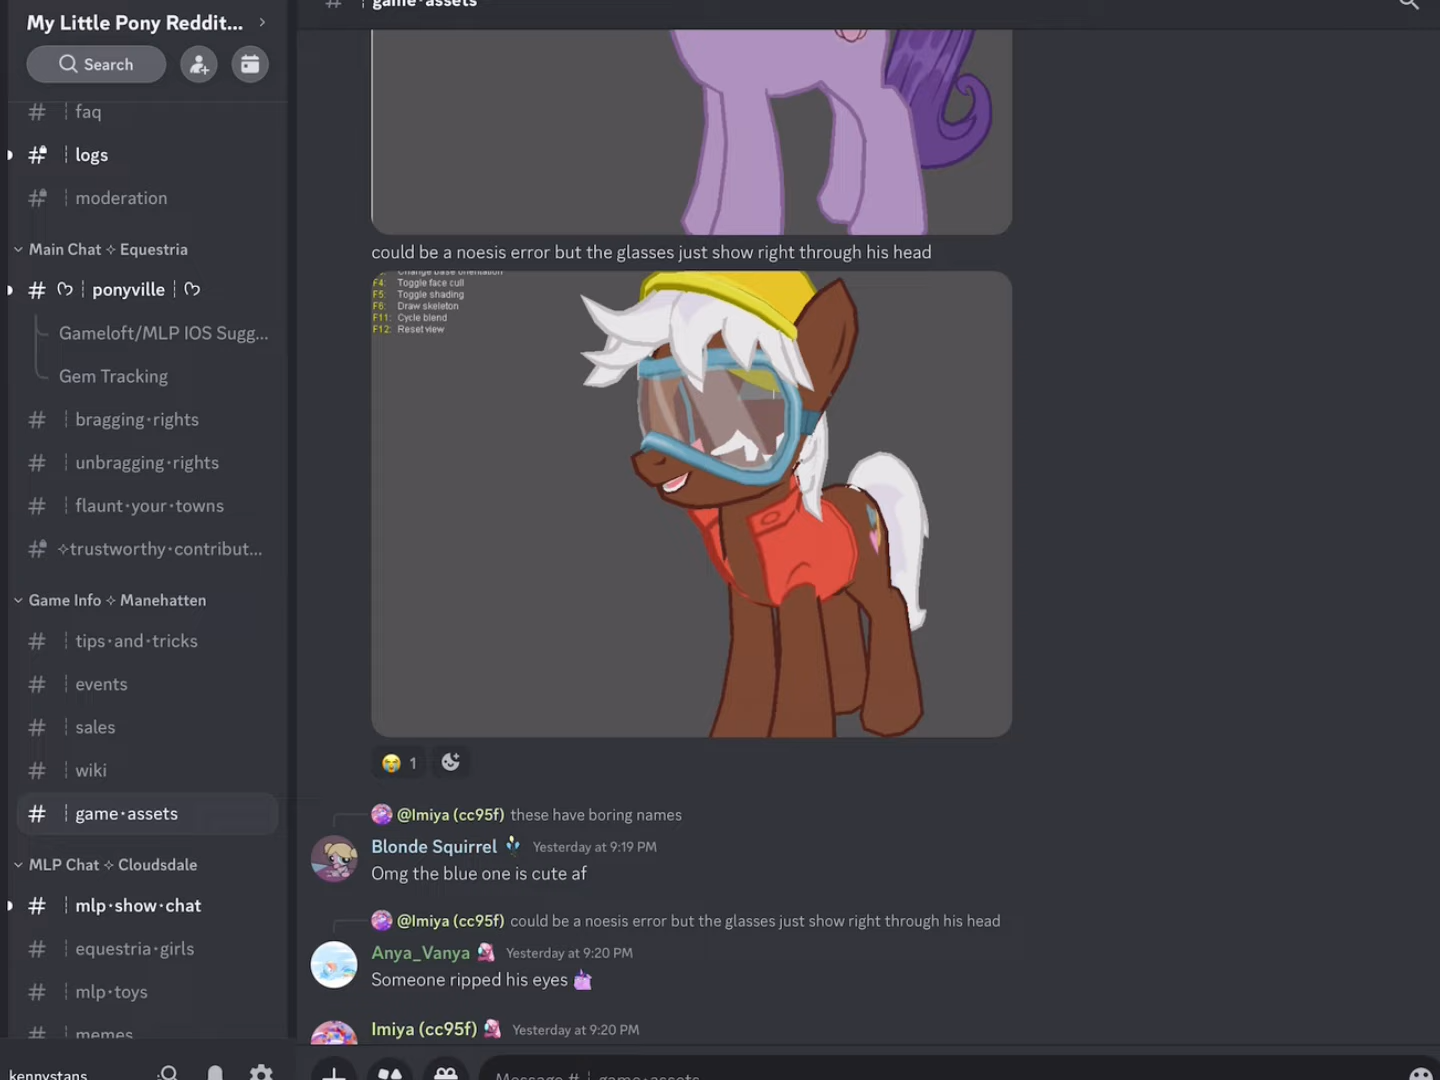 My Little Pony Reddit...
Search
faq
logs
moderation
Main Chat ✧ Equestria
ponyville
Gameloft/MLP IOS Sugg...
Gem Tracking
bragging•rights
unbragging•rights
flaunt•your•towns
✧trustworthy•contribut...
Game Info ✧ Manehatten
tips•and•tricks
events
sales
wiki
game•assets
MLP Chat ✧ Cloudsdale
mlp•show•chat
equestria•girls
mlp•toys
memes
kennystans
# ¦ game•assets
could be a noesis error but the glasses just show right through his head
Change base orientation
F4: Toggle face cull
F5: Toggle shading
F6: Draw skeleton
F11: Cycle blend
F12: Reset view
😭 1
@Imiya (cc95f) these have boring names
Blonde Squirrel Yesterday at 9:19 PM
Omg the blue one is cute af
@Imiya (cc95f) could be a noesis error but the glasses just show right through his head
Anya_Vanya Yesterday at 9:20 PM
Someone ripped his eyes
Imiya (cc95f) Yesterday at 9:20 PM
Message # ¦ game•assets